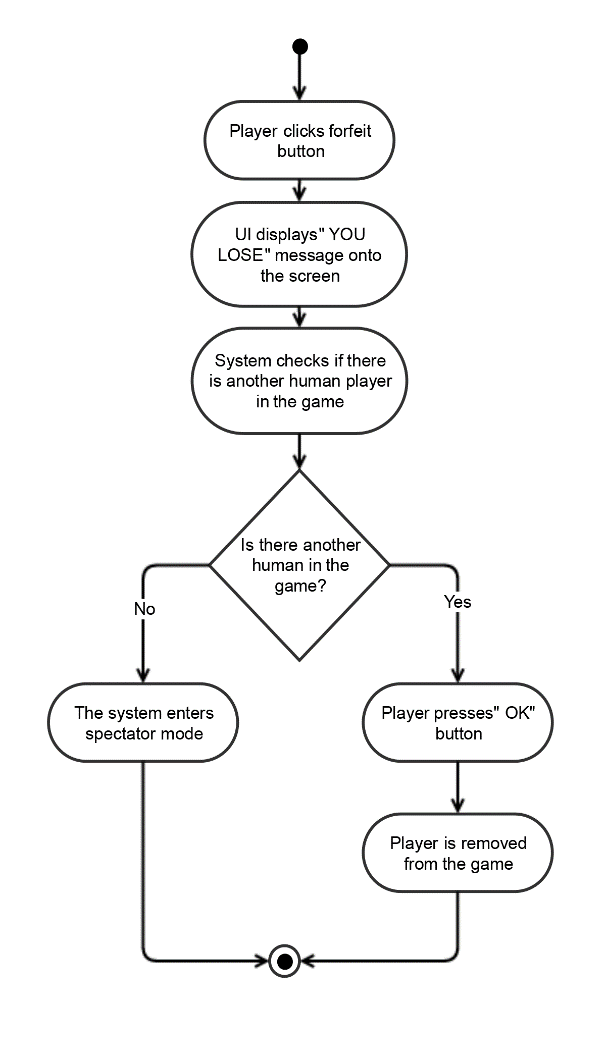 Player clicks forfeit
button
UI displays" YOU
LOSE" message onto
the screen
System checks if there
is another human player
in the game
Is there another
human in the
game?
No
Yes
The system enters
spectator mode
Player presses" OK"
button
Player is removed
from the game